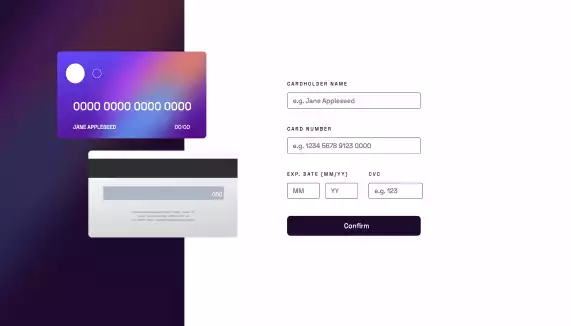 0000 0000 0000 0000
JANE APPLESEED 00/00
000
CARDHOLDER NAME
e.g. Jane Appleseed
CARD NUMBER
e.g. 1234 5678 9123 0000
EXP. DATE (MM/YY) CVC
MM YY e.g. 123
Confirm